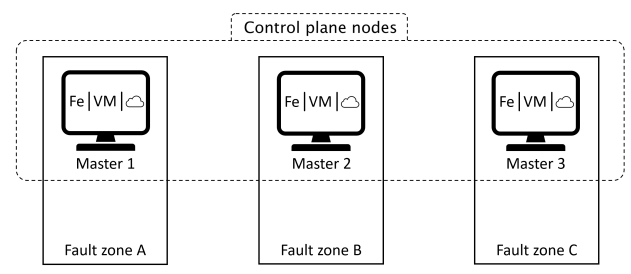 Control plane nodes
Fe|VM|
Fe|VM|
Fe|VM|
Master 1
Master 2
Master 3
Fault zone A
Fault zone B
Fault zone C